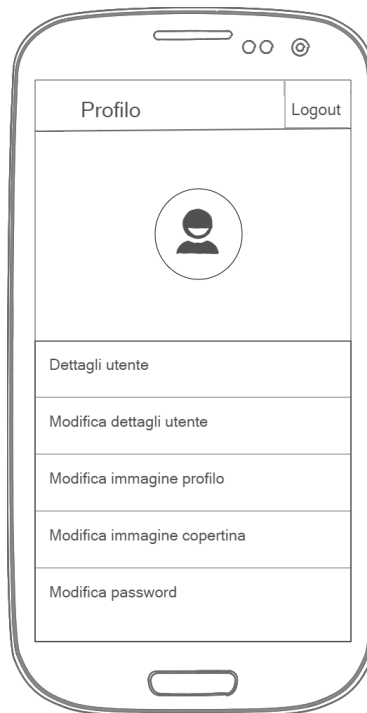 Profilo
Logout
Dettagli utente
Modifica dettagli utente
Modifica immagine profilo
Modifica immagine copertina
Modifica password